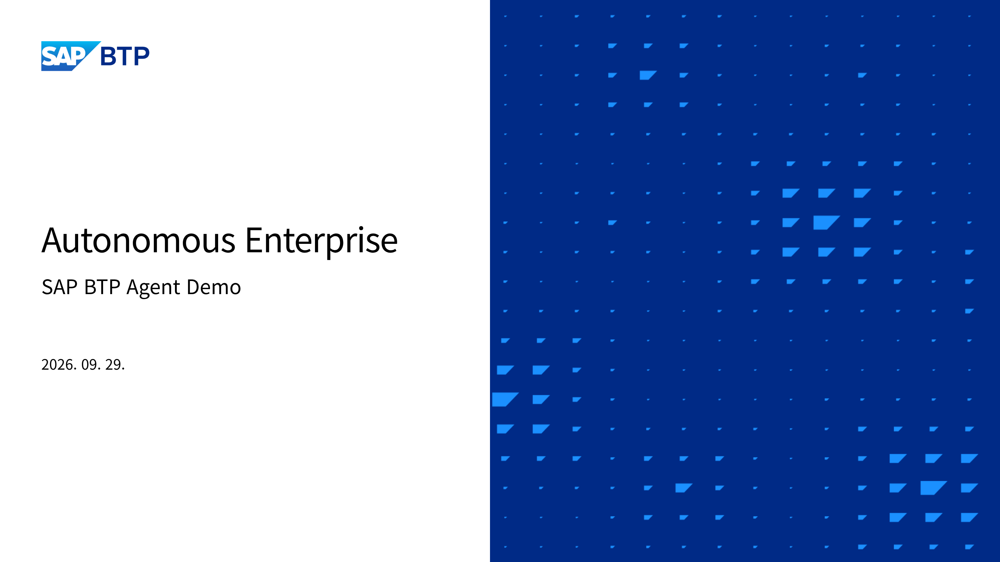 SAP BTP
Autonomous Enterprise
SAP BTP Agent Demo
2026. 09. 29.